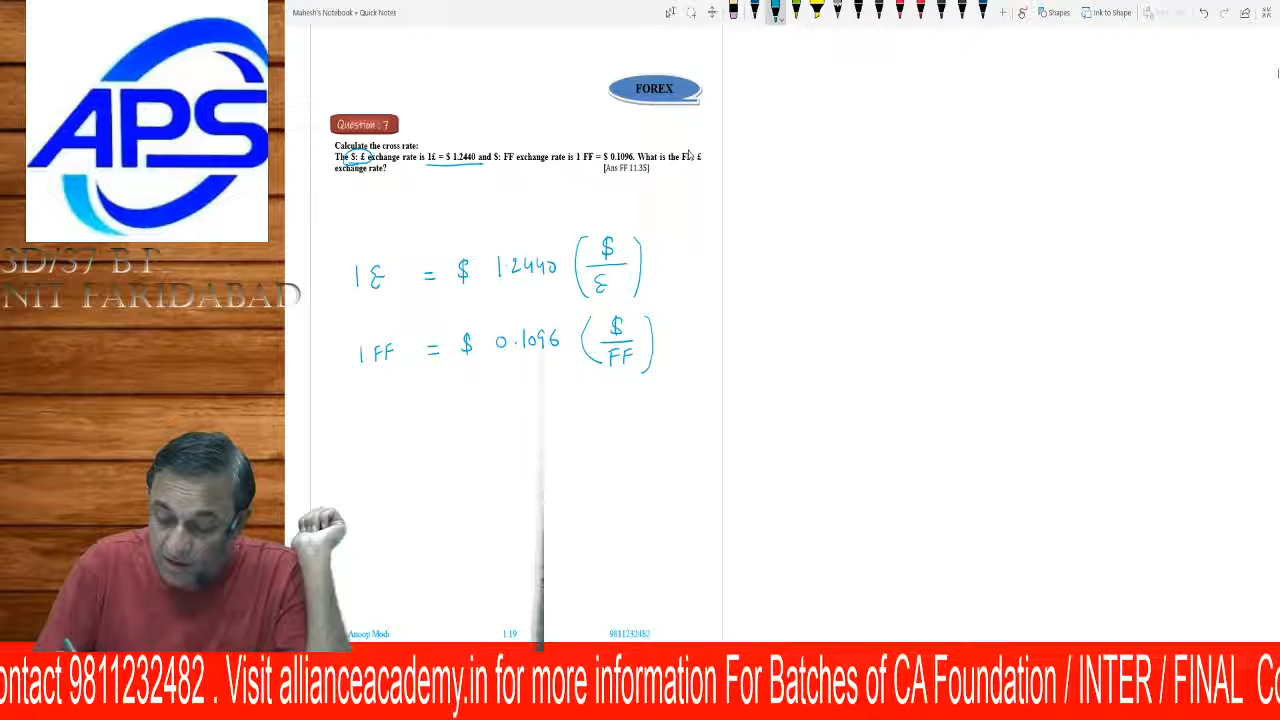 Mahesh's Notebook » Quick Notes
Shapes
Ink to Shape
APS
3D/37 B.P.
NIT FARIDABAD
FOREX
Question : 7
Calculate the cross rate:
The $: £ exchange rate is 1£ = $ 1.2440 and $: FF exchange rate is 1 FF = $ 0.1096. What is the FF: £
exchange rate? [Ans FF 11.35]
1 £ = $ 1.2440 ($/£)
1 FF = $ 0.1096 ($/FF)
Anoop Modi 1.19 9811232482
ontact 9811232482 . Visit allianceacademy.in for more information For Batches of CA Foundation / INTER / FINAL Co